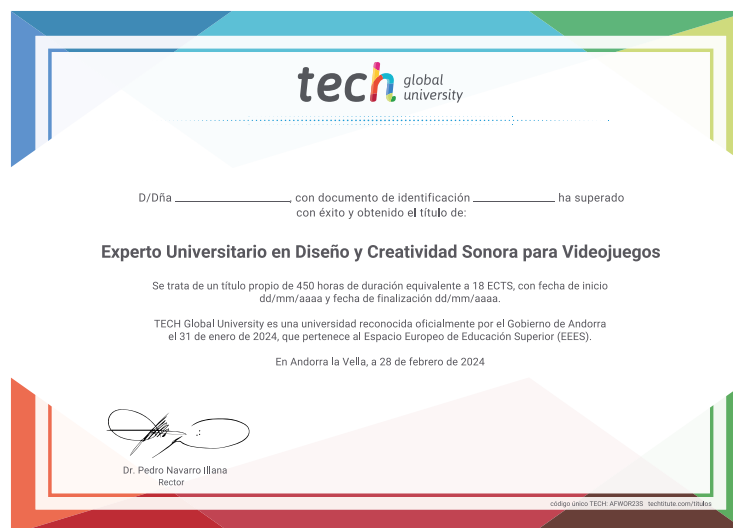 tech global
university
D/Dña ______________, con documento de identificación ____________ ha superado
con éxito y obtenido el título de:
Experto Universitario en Diseño y Creatividad Sonora para Videojuegos
Se trata de un título propio de 450 horas de duración equivalente a 18 ECTS, con fecha de inicio
dd/mm/aaaa y fecha de finalización dd/mm/aaaa.
TECH Global University es una universidad reconocida oficialmente por el Gobierno de Andorra
el 31 de enero de 2024, que pertenece al Espacio Europeo de Educación Superior (EEES).
En Andorra la Vella, a 28 de febrero de 2024
Dr. Pedro Navarro Illana
Rector
código único TECH: AFWOR23S techtitute.com/titulos